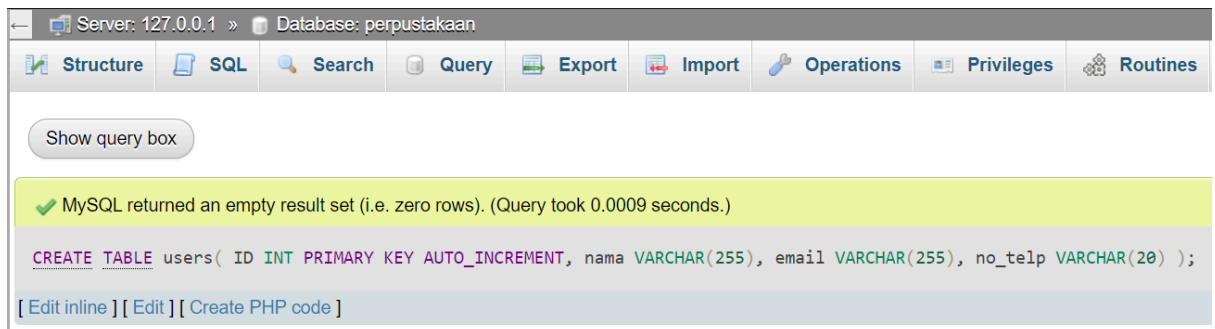 ← Server: 127.0.0.1 » Database: perpustakaan
Structure SQL Search Query Export Import Operations Privileges Routines
Show query box
MySQL returned an empty result set (i.e. zero rows). (Query took 0.0009 seconds.)
CREATE TABLE users( ID INT PRIMARY KEY AUTO_INCREMENT, nama VARCHAR(255), email VARCHAR(255), no_telp VARCHAR(20) );
[ Edit inline ] [ Edit ] [ Create PHP code ]